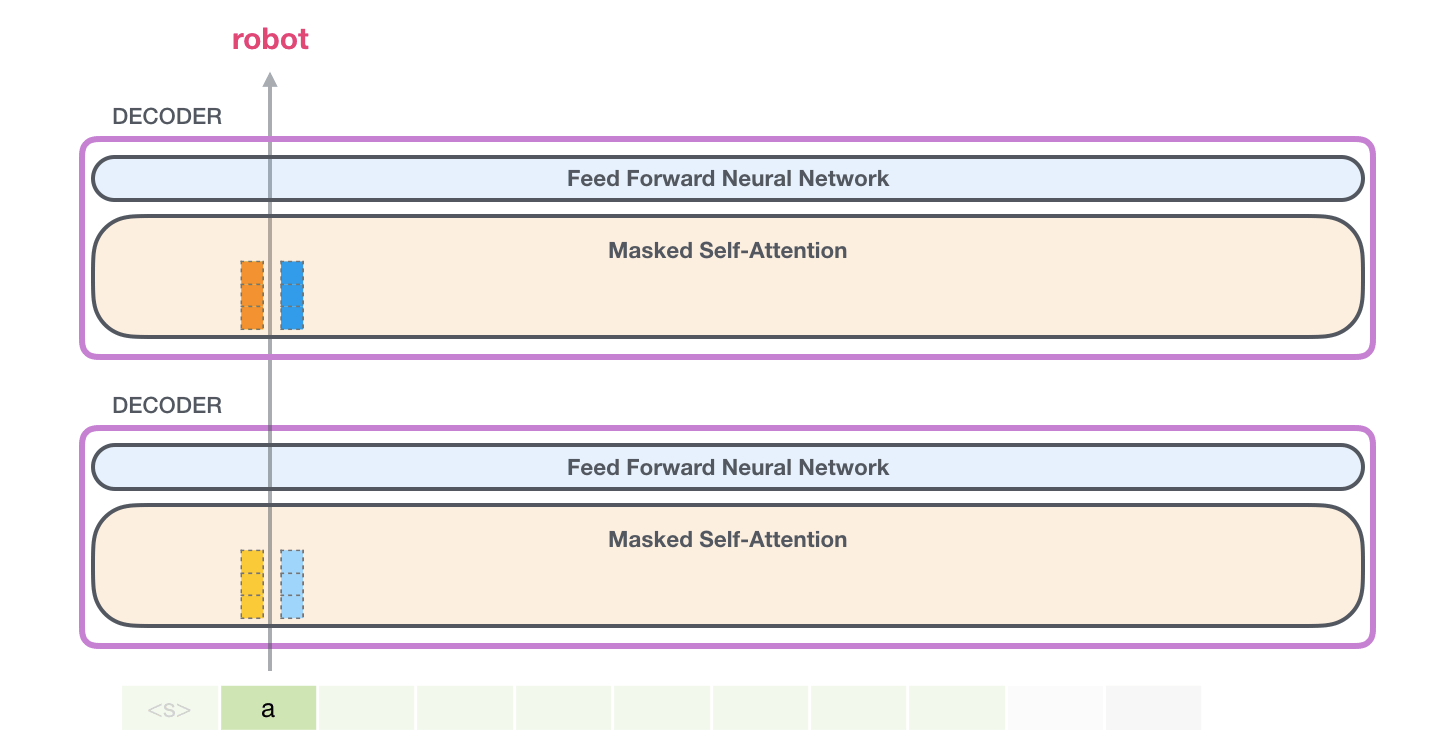 robot
DECODER
Feed Forward Neural Network
Masked Self-Attention
DECODER
Feed Forward Neural Network
Masked Self-Attention
<s> a